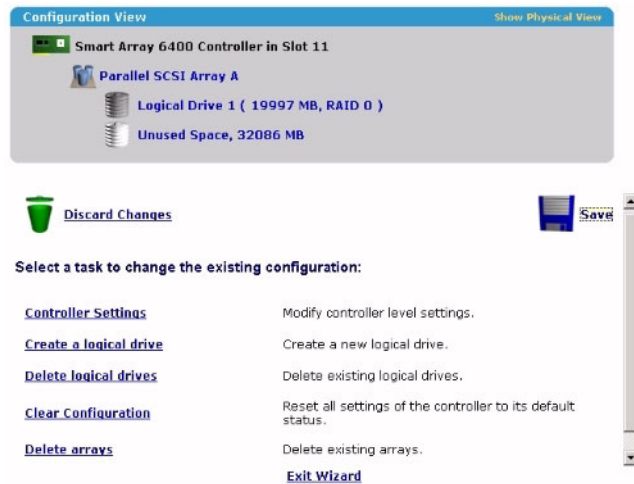 Configuration View Show Physical View
Smart Array 6400 Controller in Slot 11
Parallel SCSI Array A
Logical Drive 1 ( 19997 MB, RAID 0 )
Unused Space, 32086 MB
Discard Changes Save
Select a task to change the existing configuration:
Controller Settings Modify controller level settings.
Create a logical drive Create a new logical drive.
Delete logical drives Delete existing logical drives.
Clear Configuration Reset all settings of the controller to its default
status.
Delete arrays Delete existing arrays.
Exit Wizard